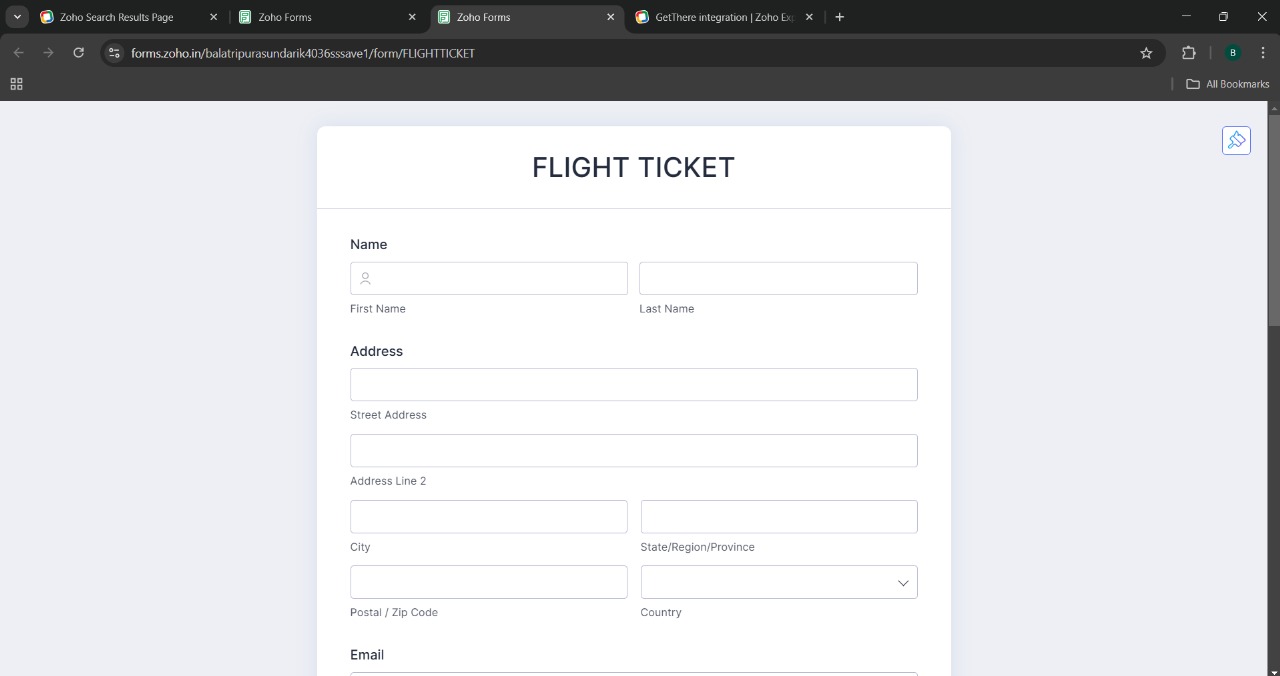 Zoho Search Results Page
Zoho Forms
Zoho Forms
GetThere integration | Zoho Ex
forms.zoho.in/balatripurasundarik4036sssave1/form/FLIGHTTICKET
B
All Bookmarks
FLIGHT TICKET
Name
First Name
Last Name
Address
Street Address
Address Line 2
City
State/Region/Province
Postal / Zip Code
Country
Email